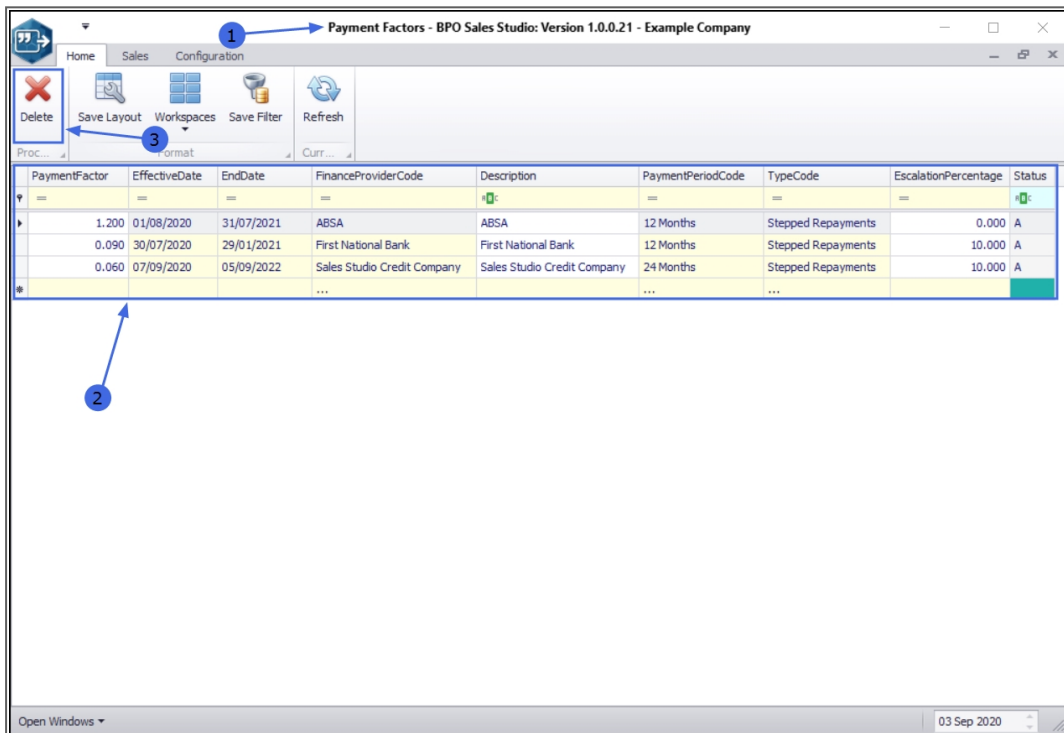 1
Payment Factors - BPO Sales Studio: Version 1.0.0.21 - Example Company
Home Sales Configuration
Delete Save Layout Workspaces Save Filter Refresh
3
Proc... Format Curr...
PaymentFactor EffectiveDate EndDate FinanceProviderCode Description PaymentPeriodCode TypeCode EscalationPercentage Status
= = = = ABC = = = ABC
1.200 01/08/2020 31/07/2021 ABSA ABSA 12 Months Stepped Repayments 0.000 A
0.090 30/07/2020 29/01/2021 First National Bank First National Bank 12 Months Stepped Repayments 10.000 A
0.060 07/09/2020 05/09/2022 Sales Studio Credit Company Sales Studio Credit Company 24 Months Stepped Repayments 10.000 A
... ... ...
2
Open Windows 03 Sep 2020